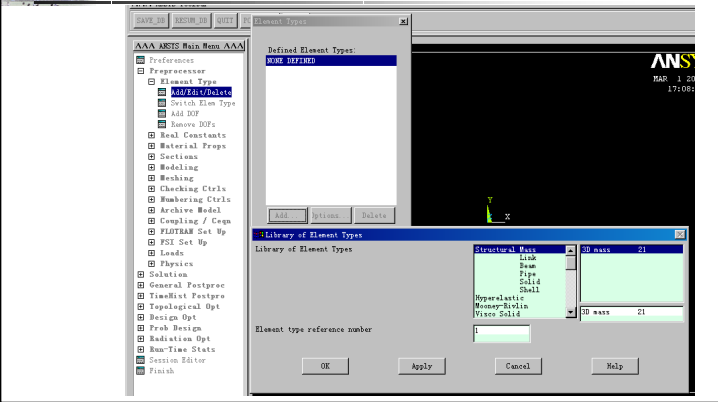 SAVE_DB RESUM_DB QUIT
Element Types
AAA ANSYS Main Menu AAA
Preferences
Preprocessor
Element Type
Add/Edit/Delete
Switch Elem Type
Add DOF
Remove DOFs
Real Constants
Material Props
Sections
Modeling
Meshing
Checking Ctrls
Numbering Ctrls
Archive Model
Coupling / Ceqn
FLOTRAN Set Up
FSI Set Up
Loads
Physics
Solution
General Postproc
TimeHist Postpro
Topological Opt
Design Opt
Prob Design
Radiation Opt
Run-Time Stats
Session Editor
Finish
Defined Element Types:
NONE DEFINED
Add... Options... Delete
ANSY
MAR 1 20
17:08:
Y
X
Library of Element Types
Library of Element Types
Structural Mass
Link
Beam
Pipe
Solid
Shell
Hyperelastic
Mooney-Rivlin
Visco Solid
3D mass 21
3D mass 21
Element type reference number
1
OK Apply Cancel Help